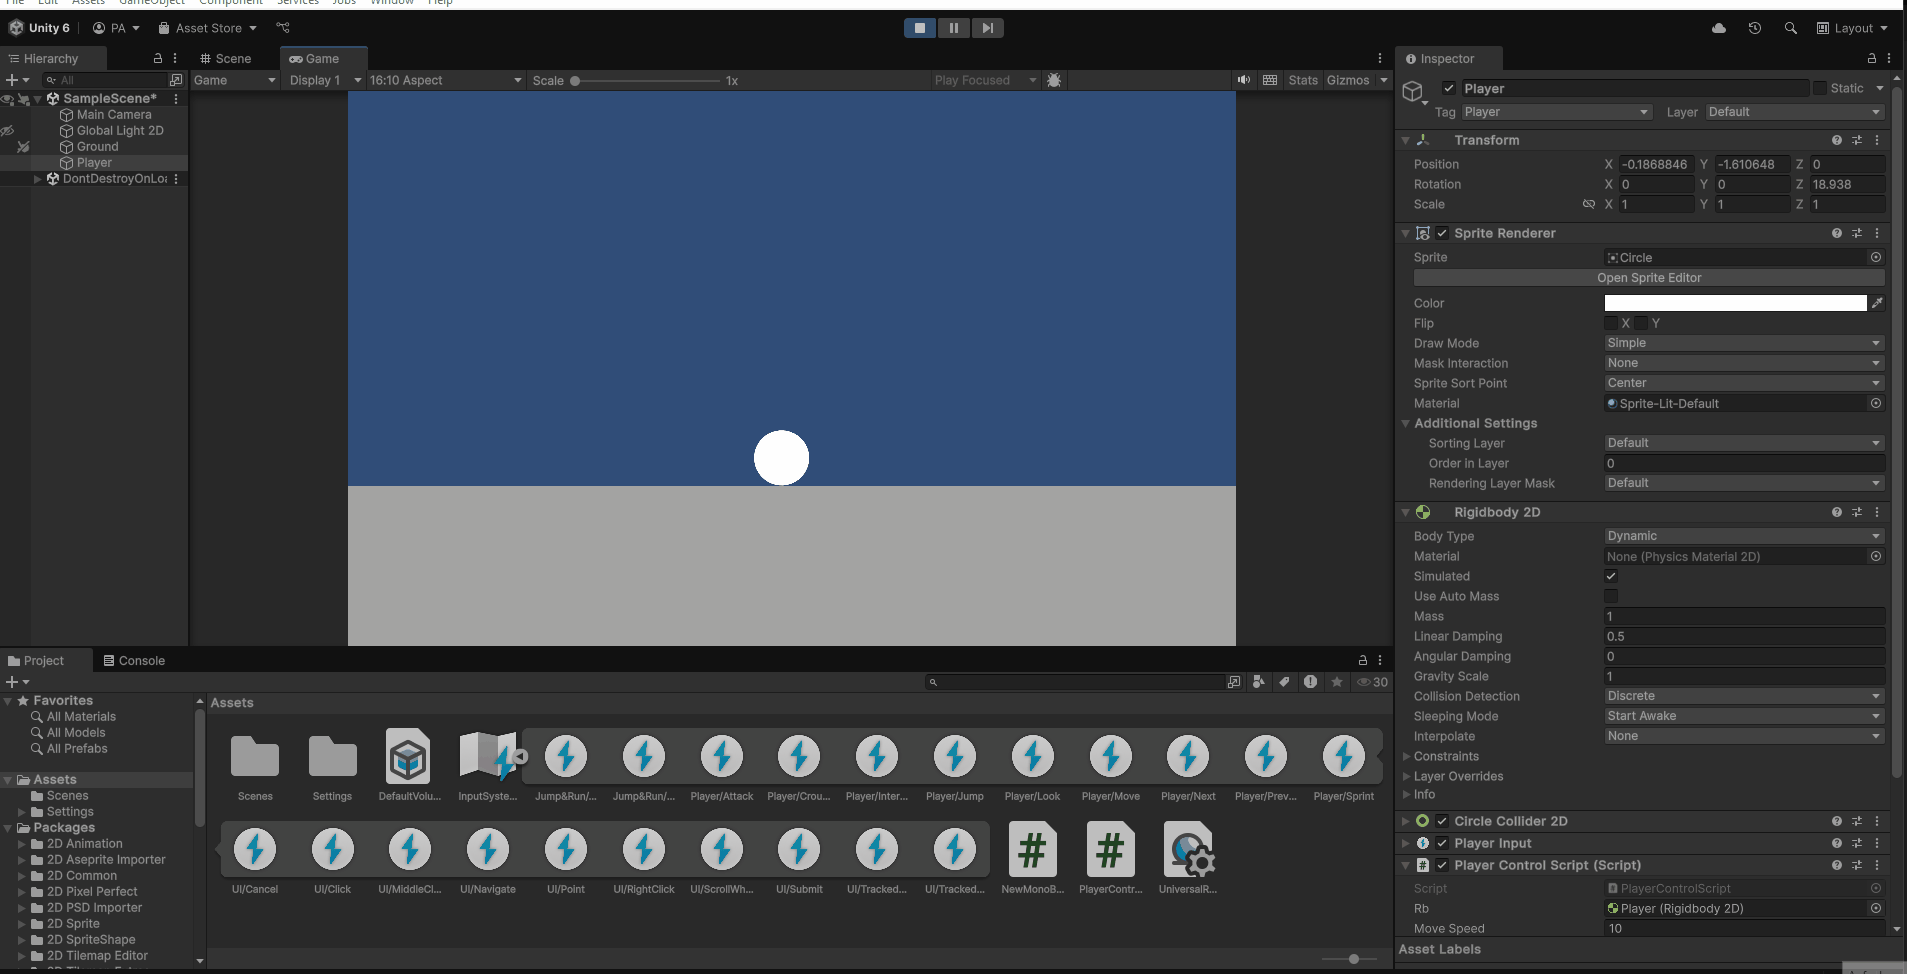 File Edit Assets GameObject Component Services Jobs Window Help
Unity 6 PA Asset Store Layout
Hierarchy
All
SampleScene*
Main Camera
Global Light 2D
Ground
Player
DontDestroyOnLoa
Scene Game
Game Display 1 16:10 Aspect Scale 1x Play Focused Stats Gizmos
Inspector
Player Static
Tag Player Layer Default
Transform
Position X -0.1868846 Y -1.610648 Z 0
Rotation X 0 Y 0 Z 18.938
Scale X 1 Y 1 Z 1
Sprite Renderer
Sprite Circle
Open Sprite Editor
Color
Flip X Y
Draw Mode Simple
Mask Interaction None
Sprite Sort Point Center
Material Sprite-Lit-Default
Additional Settings
Sorting Layer Default
Order in Layer 0
Rendering Layer Mask Default
Rigidbody 2D
Body Type Dynamic
Material None (Physics Material 2D)
Simulated
Use Auto Mass
Mass 1
Linear Damping 0.5
Angular Damping 0
Gravity Scale 1
Collision Detection Discrete
Sleeping Mode Start Awake
Interpolate None
Constraints
Layer Overrides
Info
Circle Collider 2D
Player Input
Player Control Script (Script)
Script PlayerControlScript
Rb Player (Rigidbody 2D)
Move Speed 10
Asset Labels
Project Console
30
Favorites
All Materials
All Models
All Prefabs
Assets
Scenes
Settings
Packages
2D Animation
2D Aseprite Importer
2D Common
2D Pixel Perfect
2D PSD Importer
2D Sprite
2D SpriteShape
2D Tilemap Editor
Assets
Scenes Settings DefaultVolu... InputSyste... Jump&Run/... Jump&Run/... Player/Attack Player/Crou... Player/Inter... Player/Jump Player/Look Player/Move Player/Next Player/Prev... Player/Sprint
UI/Cancel UI/Click UI/MiddleCl... UI/Navigate UI/Point UI/RightClick UI/ScrollWh... UI/Submit UI/Tracked... UI/Tracked... NewMonoB... PlayerContr... UniversalR...